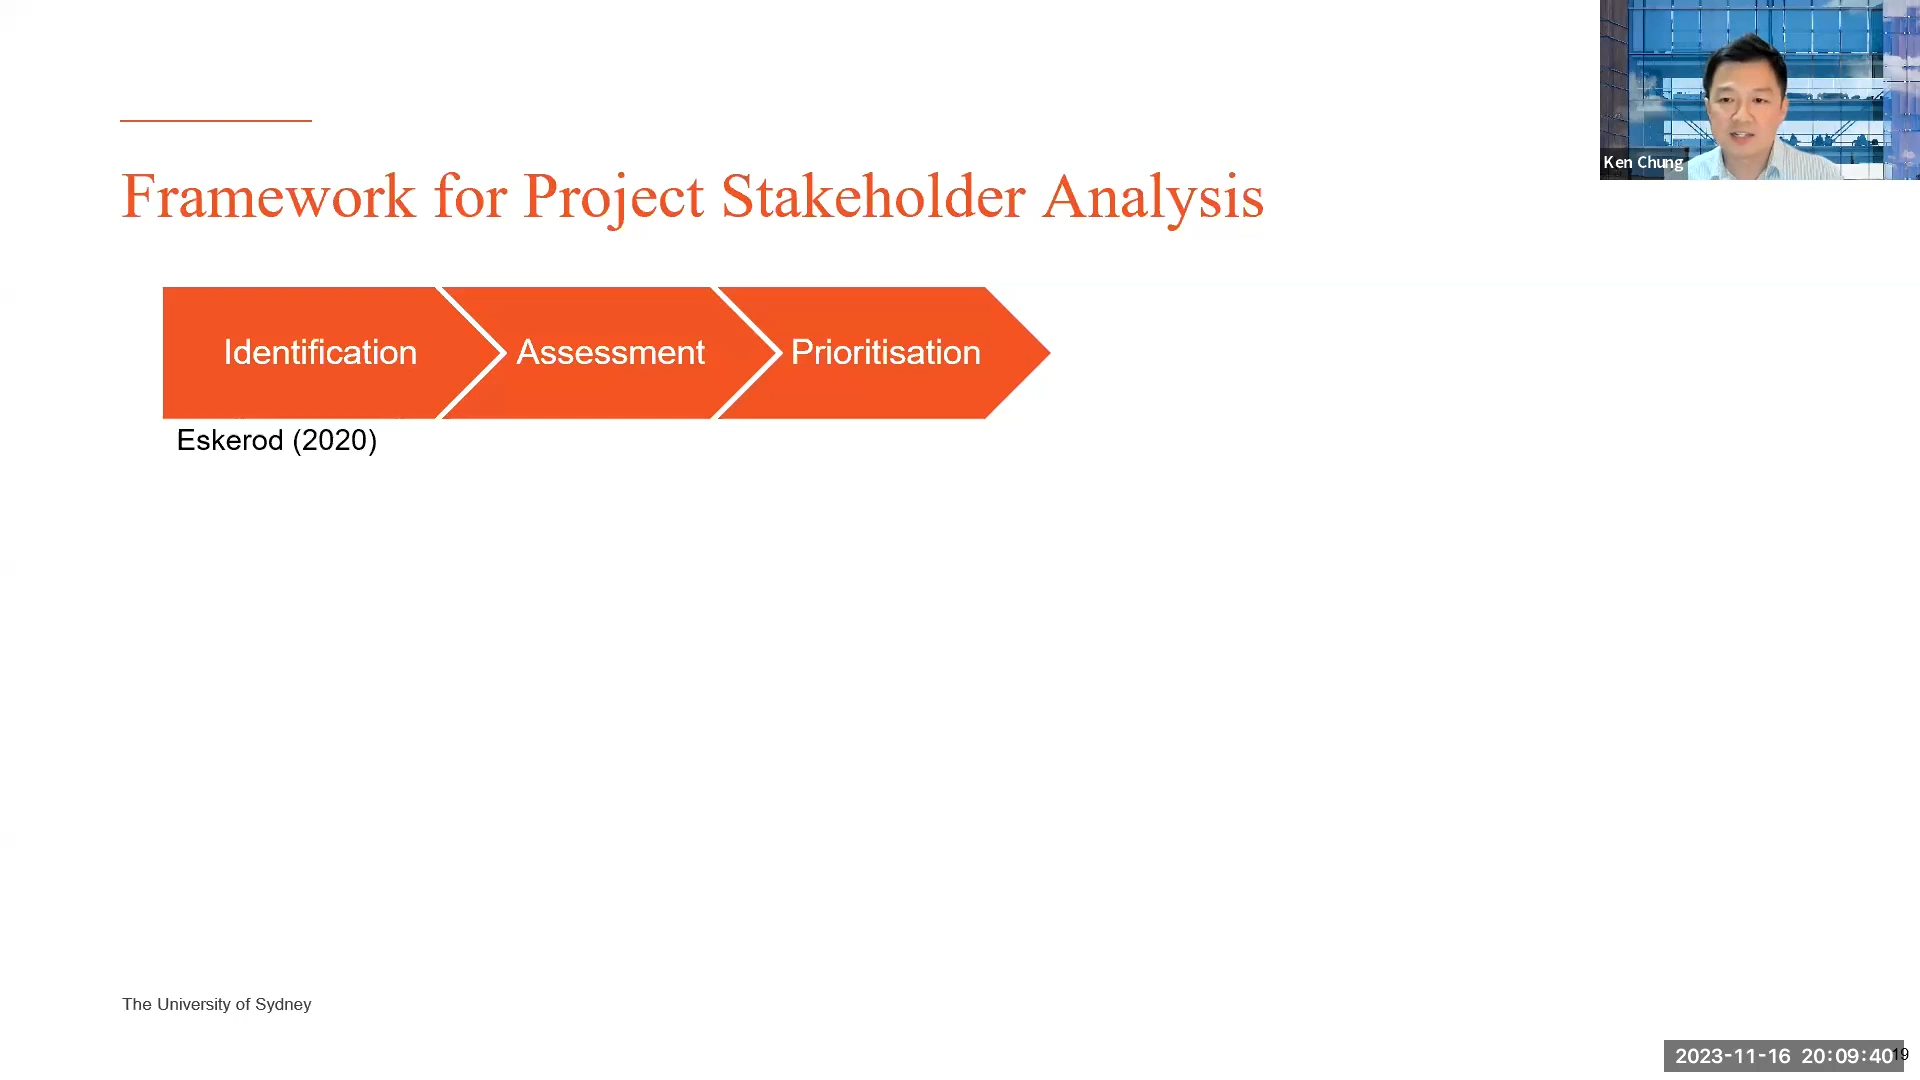 Ken Chung
Framework for Project Stakeholder Analysis
Identification
Assessment
Prioritisation
Eskerod (2020)
The University of Sydney
2023-11-16 20:09:40
19